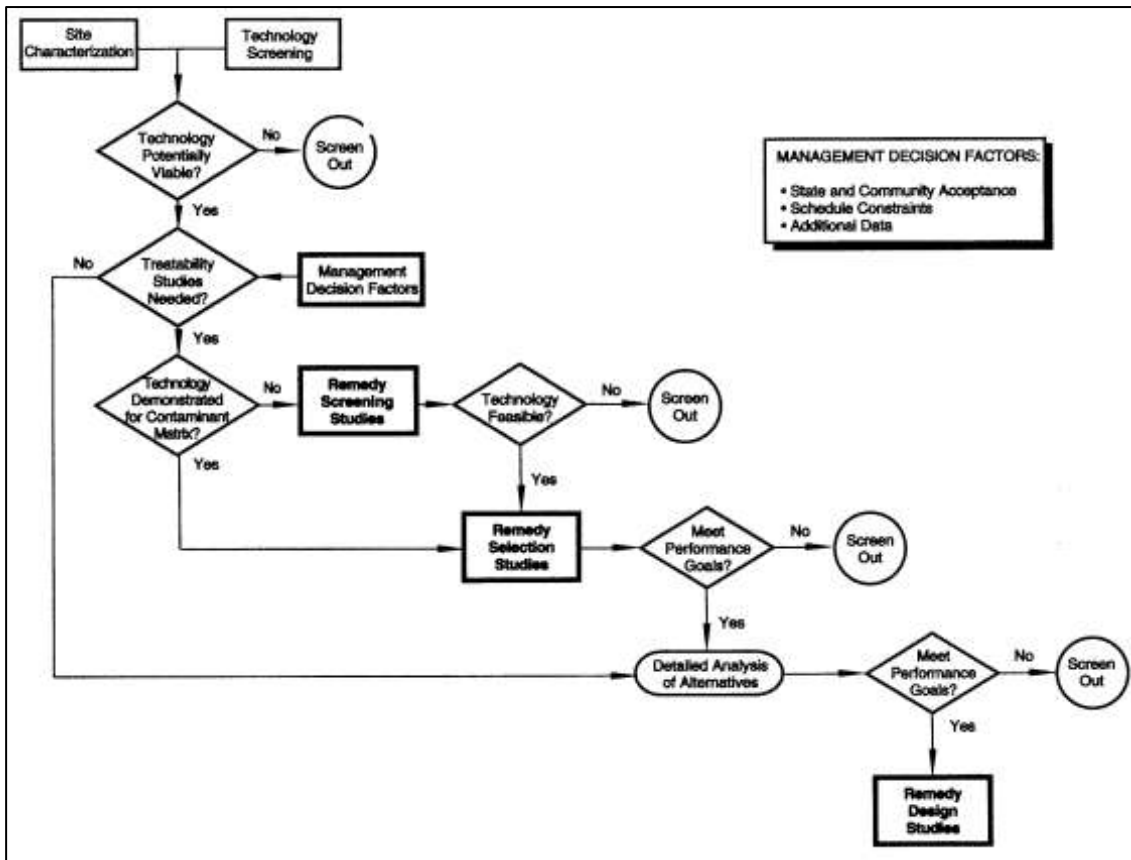 Site
Characterization
Technology
Screening
Technology
Potentially
Viable?
No
Screen
Out
MANAGEMENT DECISION FACTORS:
• State and Community Acceptance
• Schedule Constraints
• Additional Data
Yes
No
Treatability
Studies
Needed?
Management
Decision Factors
Yes
Technology
Demonstrated
for Contaminant
Matrix?
No
Remedy
Screening
Studies
Technology
Feasible?
No
Screen
Out
Yes
Yes
Remedy
Selection
Studies
Meet
Performance
Goals?
No
Screen
Out
Yes
Detailed Analysis
of Alternatives
Meet
Performance
Goals?
No
Screen
Out
Yes
Remedy
Design
Studies